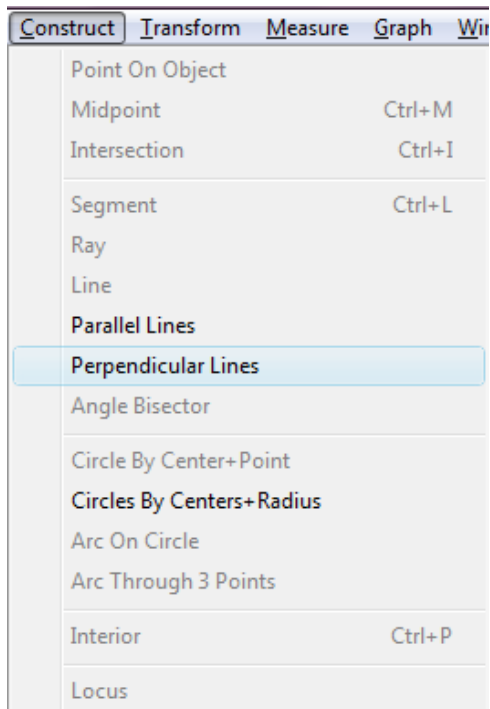 Construct Transform Measure Graph
Point On Object
Midpoint Ctrl+M
Intersection Ctrl+I
Segment Ctrl+L
Ray
Line
Parallel Lines
Perpendicular Lines
Angle Bisector
Circle By Center+Point
Circles By Centers+Radius
Arc On Circle
Arc Through 3 Points
Interior Ctrl+P
Locus